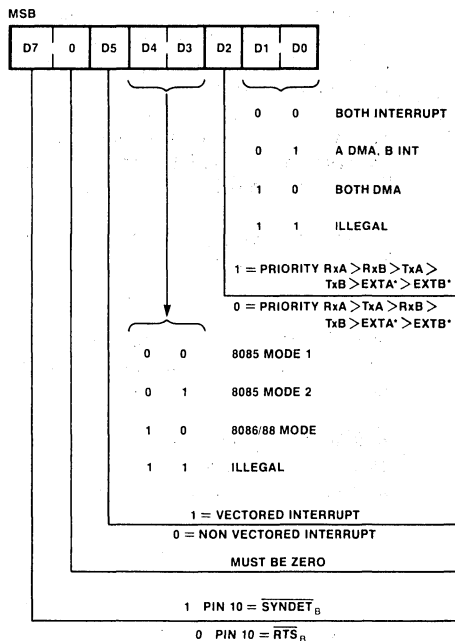 MSB
D7 0 D5 D4 D3 D2 D1 D0
0 0 BOTH INTERRUPT
0 1 A DMA, B INT
1 0 BOTH DMA
1 1 ILLEGAL
1 = PRIORITY RxA > RxB > TxA >
TxB > EXTA* > EXTB*
0 = PRIORITY RxA > TxA > RxB >
TxB > EXTA* > EXTB*
0 0 8085 MODE 1
0 1 8085 MODE 2
1 0 8086/88 MODE
1 1 ILLEGAL
1 = VECTORED INTERRUPT
0 = NON VECTORED INTERRUPT
MUST BE ZERO
1 PIN 10 = S̅Y̅N̅D̅E̅T̅ B
0 PIN 10 = R̅T̅S̅ B